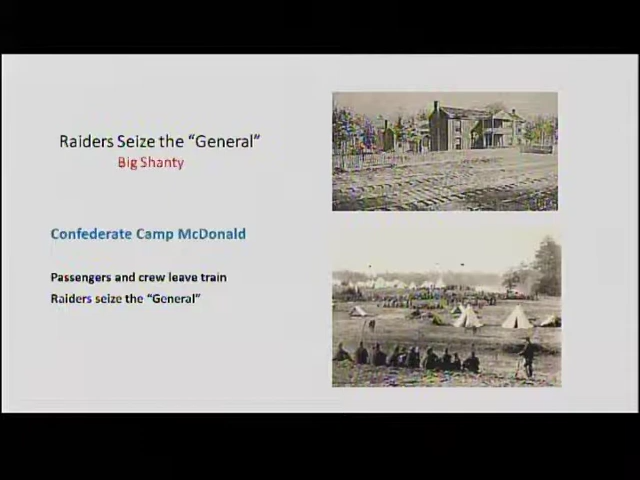 Raiders Seize the “General”
Big Shanty
Confederate Camp McDonald
Passengers and crew leave train
Raiders seize the “General”